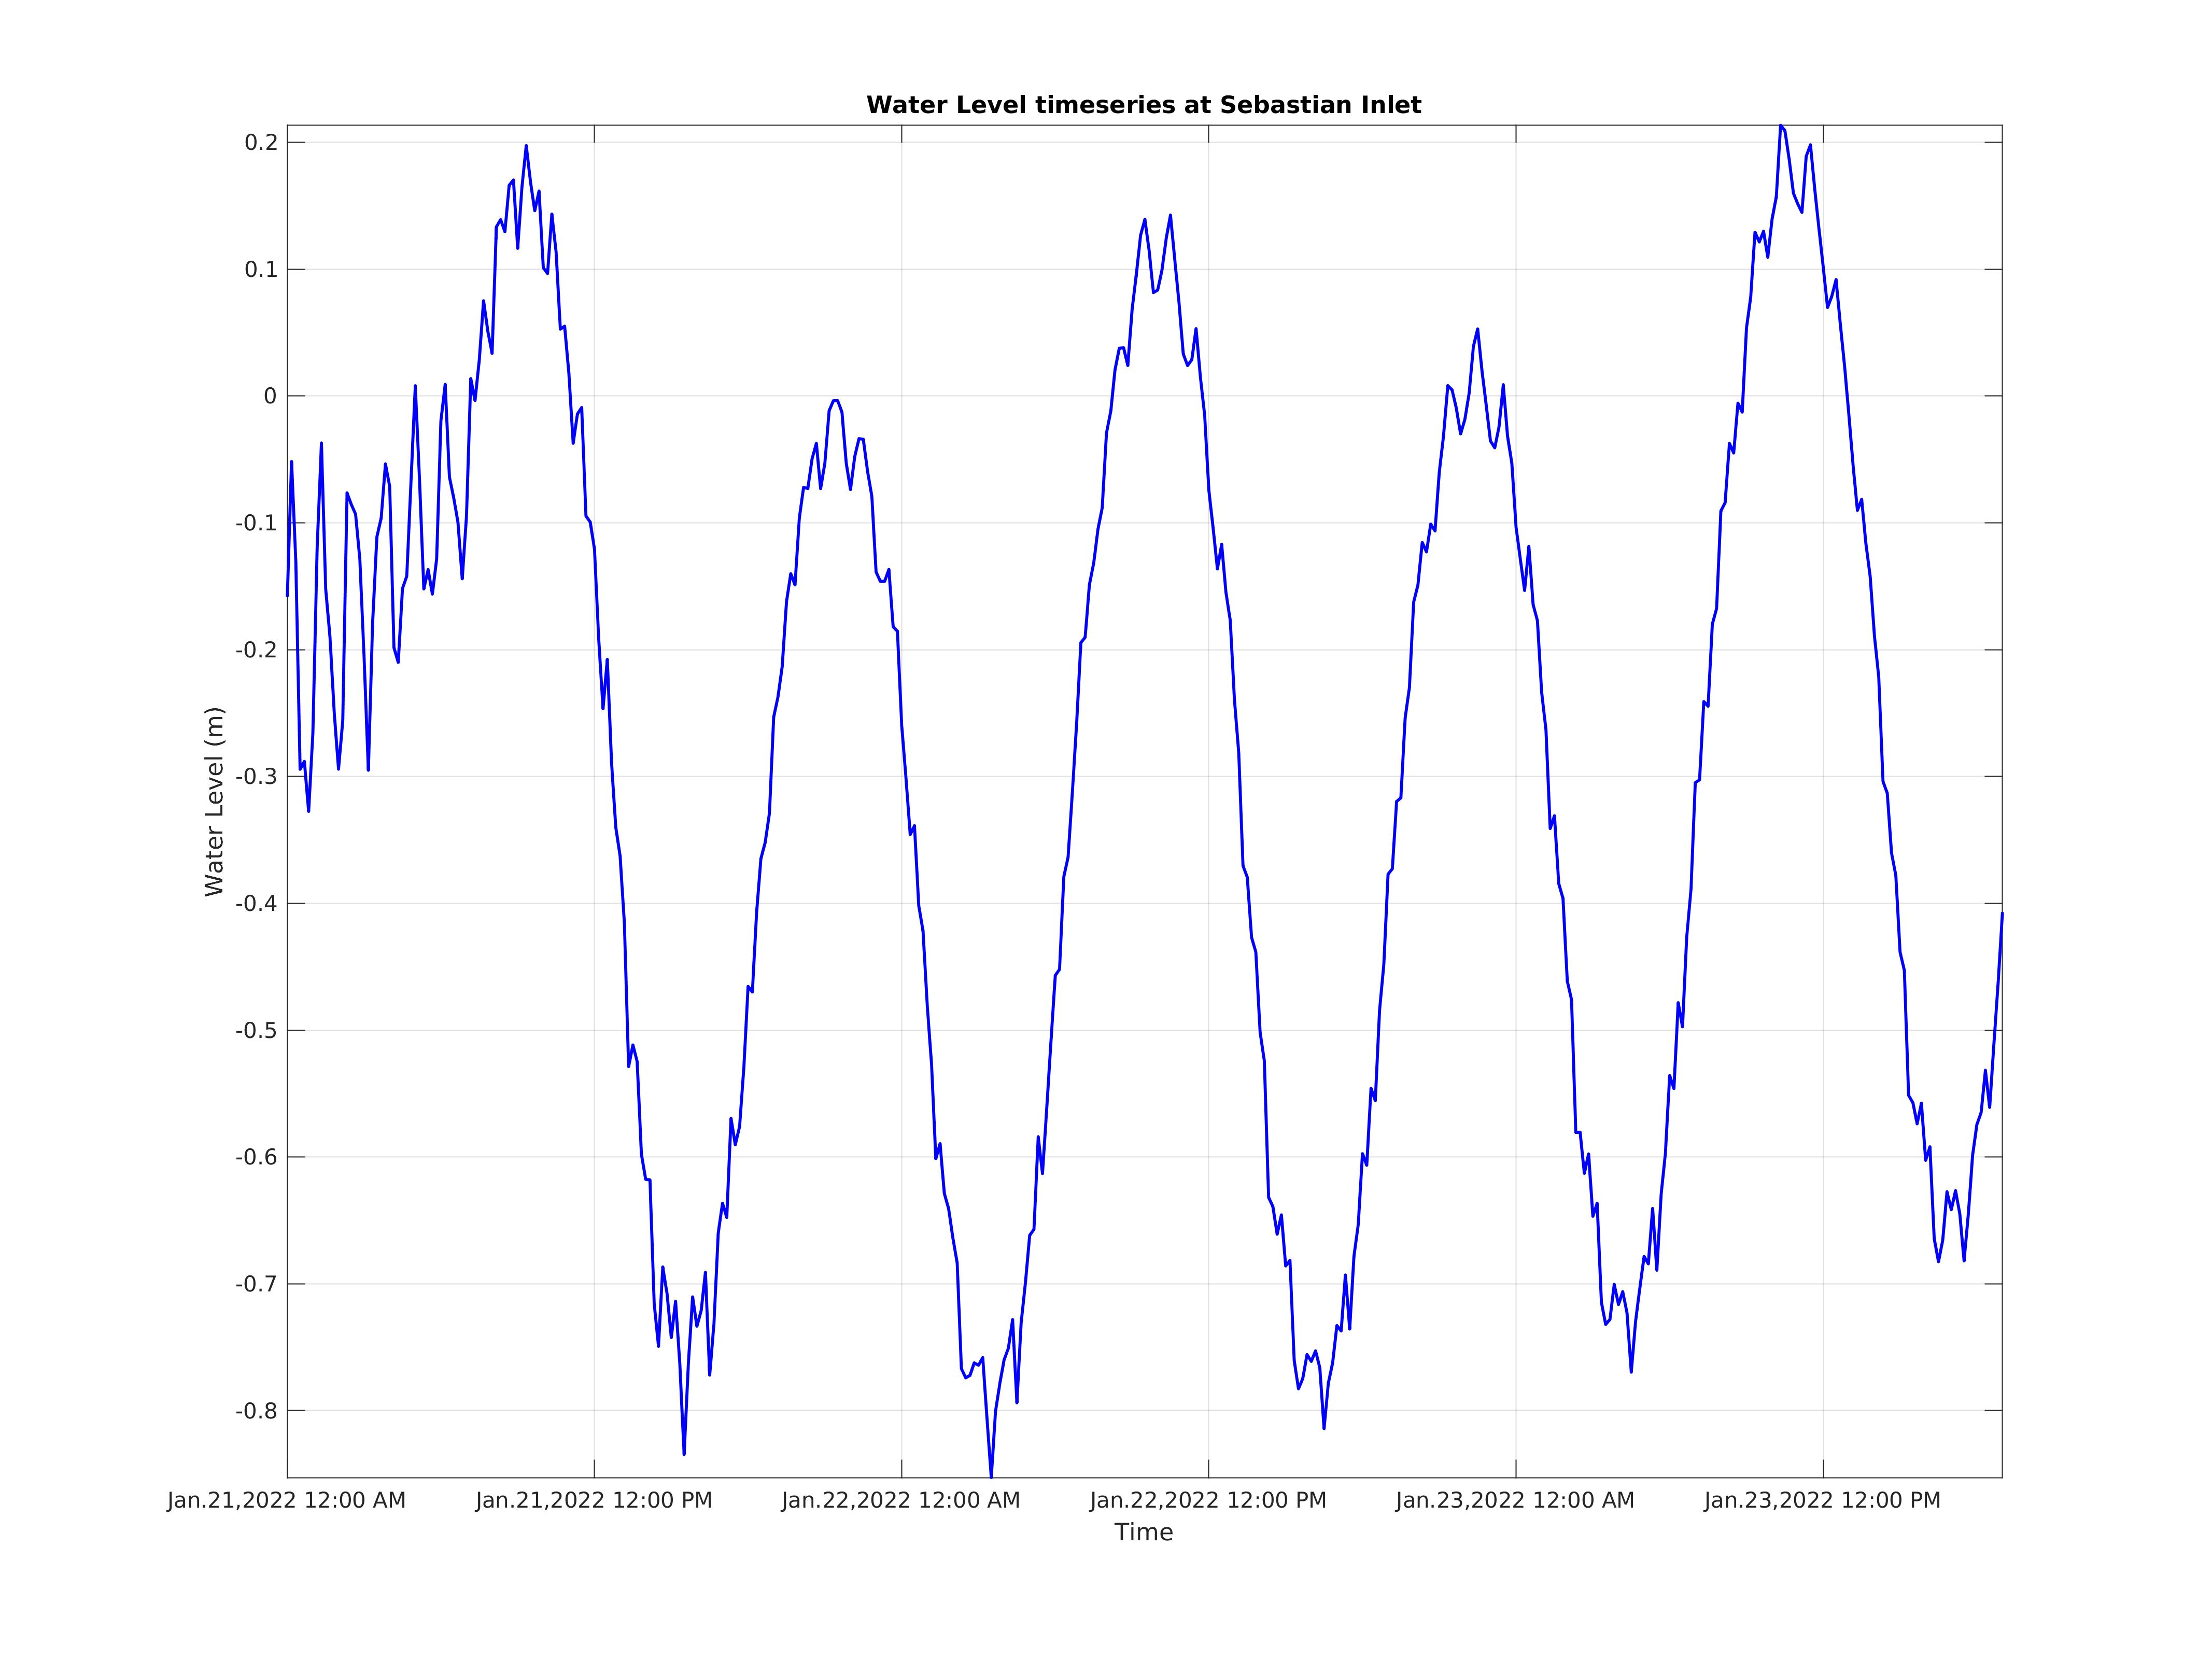 Water Level timeseries at Sebastian Inlet
0.2
0.1
0
-0.1
-0.2
-0.3
-0.4
-0.5
-0.6
-0.7
-0.8
Water Level (m)
Jan.21,2022 12:00 AM Jan.21,2022 12:00 PM Jan.22,2022 12:00 AM Jan.22,2022 12:00 PM Jan.23,2022 12:00 AM Jan.23,2022 12:00 PM
Time